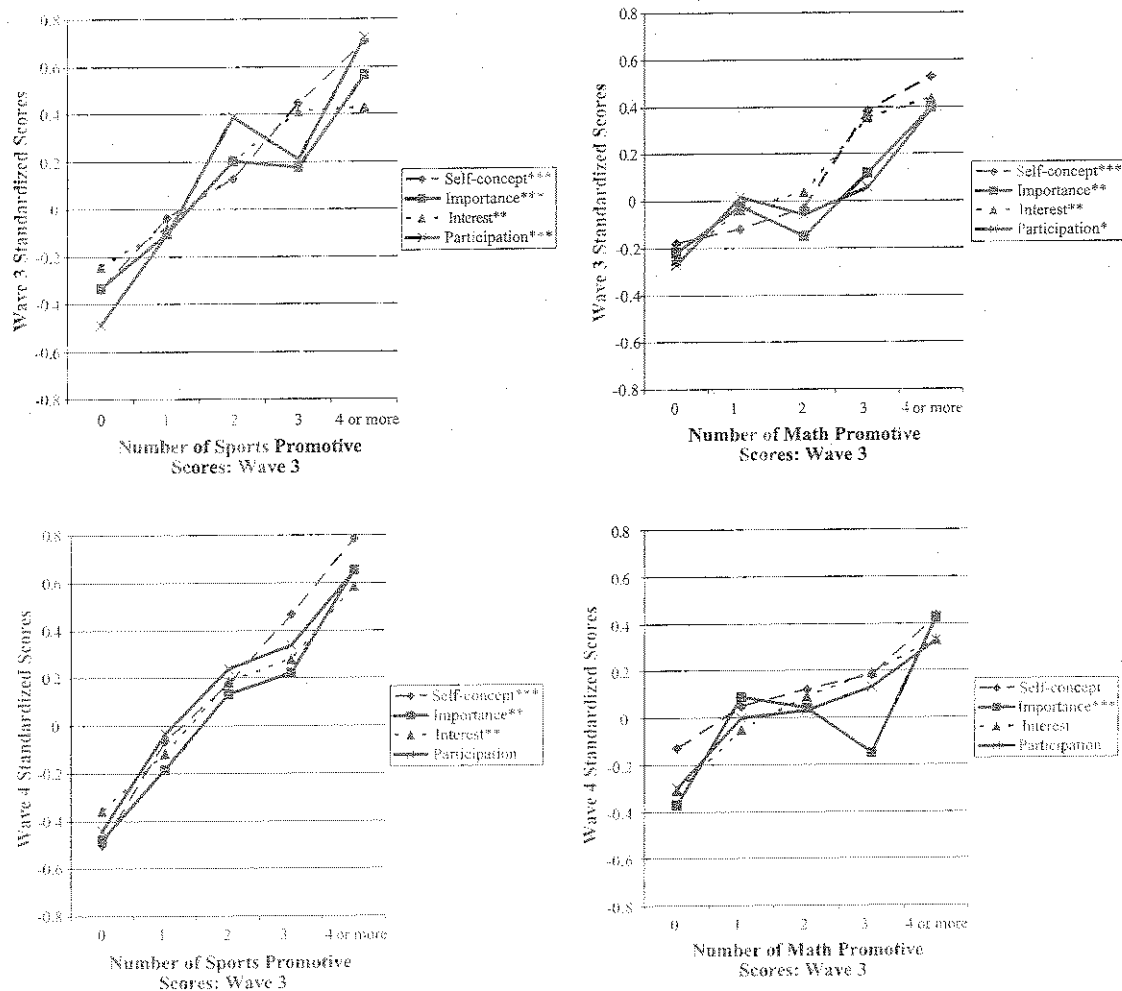 0.8
0.6
0.4
0.2
0
-0.2
-0.4
-0.6
-0.8
Wave 3 Standardized Scores
0 1 2 3 4 or more
Number of Sports Promotive
Scores: Wave 3
Self-concept***
Importance***
Interest**
Participation***
0.8
0.6
0.4
0.2
0
-0.2
-0.4
-0.6
-0.8
Wave 3 Standardized Scores
0 1 2 3 4 or more
Number of Math Promotive
Scores: Wave 3
Self-concept***
Importance**
Interest**
Participation*
0.8
0.6
0.4
0.2
0
-0.2
-0.4
-0.6
-0.8
Wave 4 Standardized Scores
0 1 2 3 4 or more
Number of Sports Promotive
Scores: Wave 3
Self-concept***
Importance**
Interest**
Participation
0.8
0.6
0.4
0.2
0
-0.2
-0.4
-0.6
-0.8
Wave 4 Standardized Scores
0 1 2 3 4 or more
Number of Math Promotive
Scores: Wave 3
Self-concept
Importance***
Interest
Participation